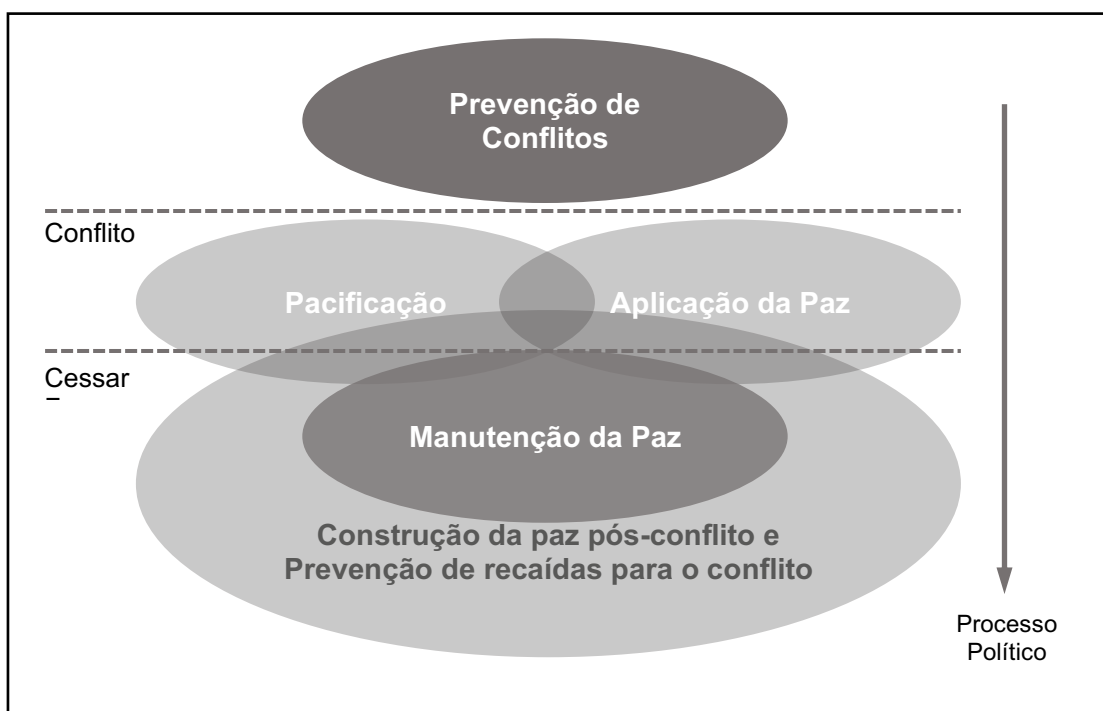 Prevenção de
Conflitos
Conflito
Pacificação
Aplicação da Paz
Cessar
Manutenção da Paz
Construção da paz pós-conflito e
Prevenção de recaídas para o conflito
Processo
Político